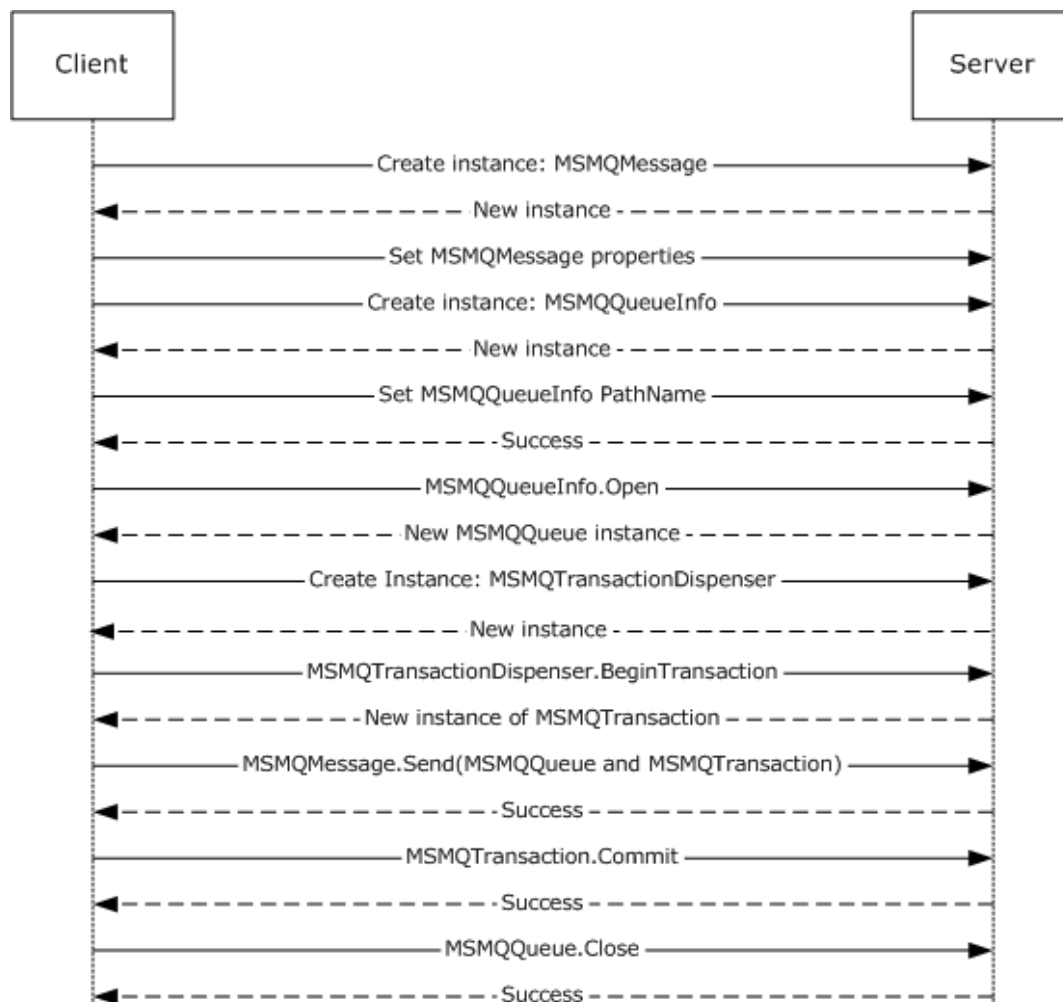 Client
Server
Create instance: MSMQMessage
New instance
Set MSMQMessage properties
Create instance: MSMQQueueInfo
New instance
Set MSMQQueueInfo PathName
Success
MSMQQueueInfo.Open
New MSMQQueue instance
Create Instance: MSMQTransactionDispenser
New instance
MSMQTransactionDispenser.BeginTransaction
New instance of MSMQTransaction
MSMQMessage.Send(MSMQQueue and MSMQTransaction)
Success
MSMQTransaction.Commit
Success
MSMQQueue.Close
Success